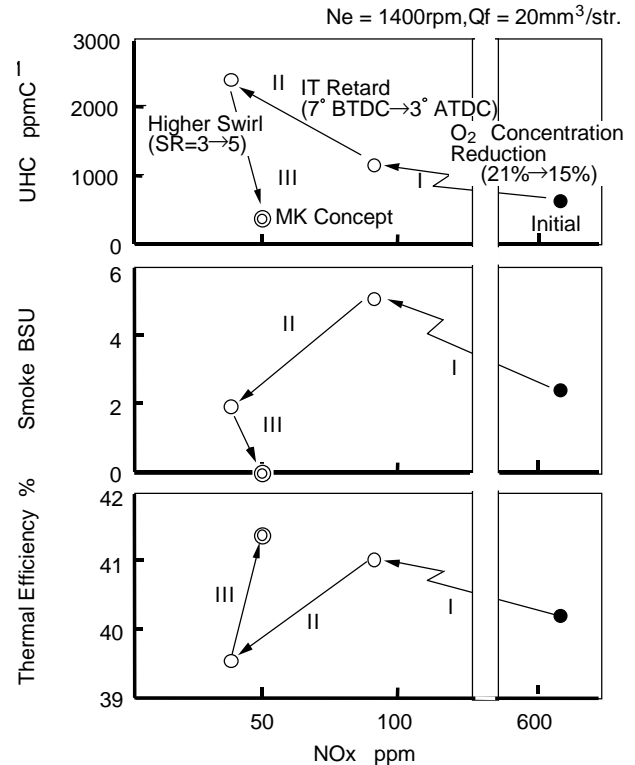 Ne = 1400rpm,Qf = 20mm³/str.
3000
2000
1000
0
UHC ppmC⁻¹
II
IT Retard
(7° BTDC→3° ATDC)
Higher Swirl
(SR=3→5)
O₂ Concentration
Reduction
(21%→15%)
III
I
MK Concept
Initial
6
4
2
0
Smoke BSU
II
I
III
42
41
40
39
Thermal Efficiency %
III
II
I
50
100
600
NOx ppm